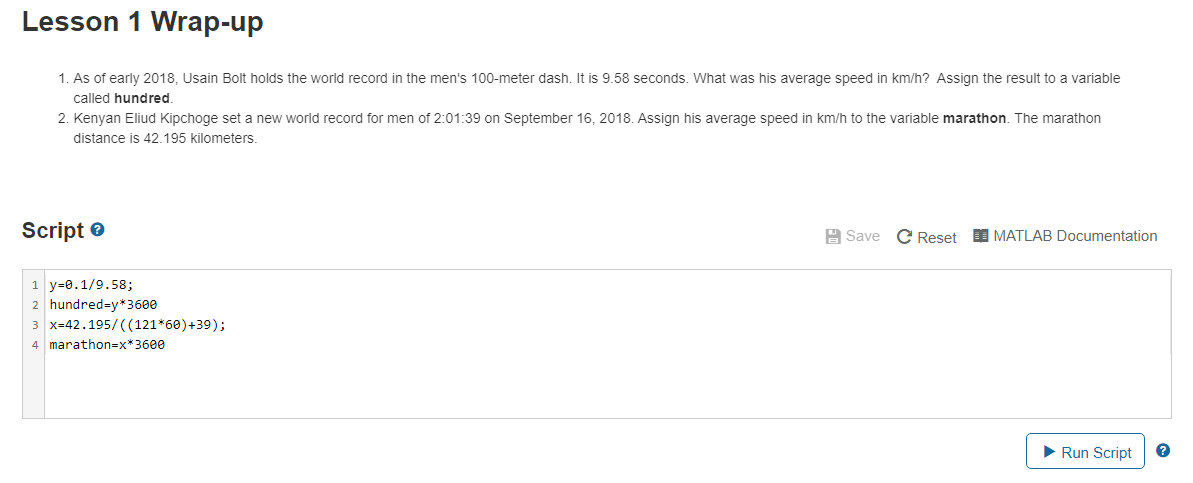 Lesson 1 Wrap-up
1. As of early 2018, Usain Bolt holds the world record in the men's 100-meter dash. It is 9.58 seconds. What was his average speed in km/h?  Assign the result to a variable
called hundred.
2. Kenyan Eliud Kipchoge set a new world record for men of 2:01:39 on September 16, 2018. Assign his average speed in km/h to the variable marathon. The marathon
distance is 42.195 kilometers.
Script ?
Save Reset MATLAB Documentation
1 y=0.1/9.58;
2 hundred=y*3600
3 x=42.195/((121*60)+39);
4 marathon=x*3600
Run Script ?